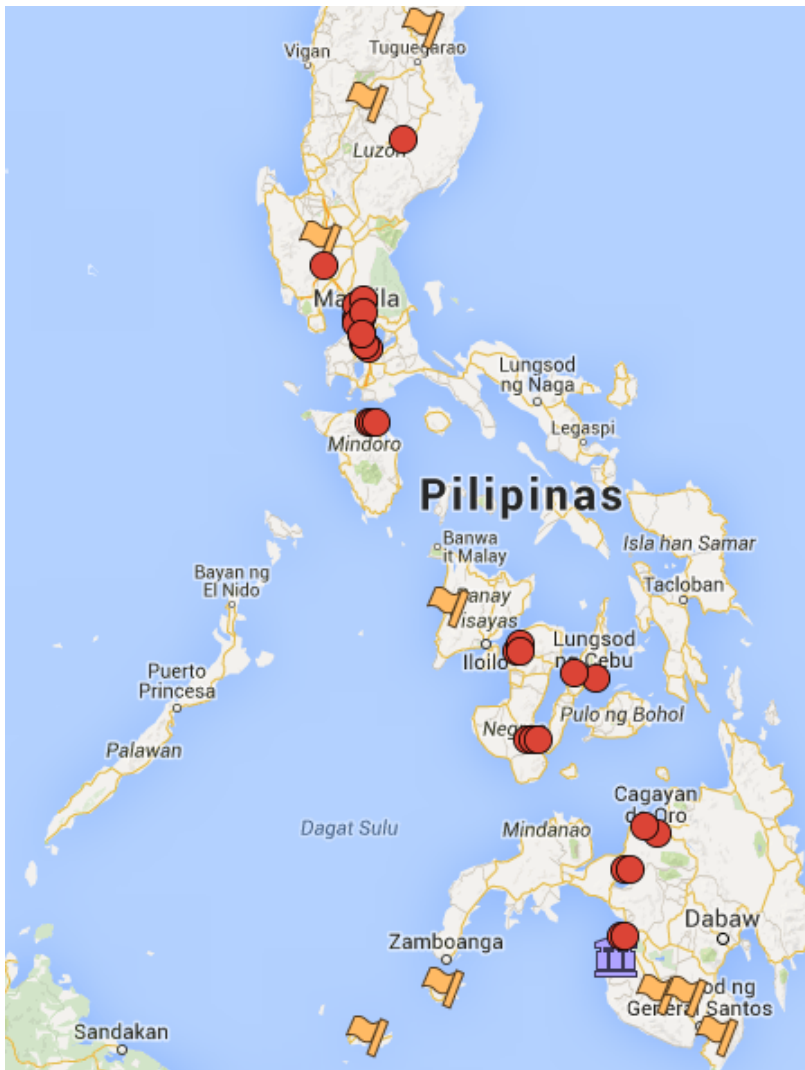 Vigan
Tuguegarao
Luzon
Lungsod
ng Naga
Legaspi
Mindoro
Pilipinas
Banwa
it Malay
Isla han Samar
Bayan ng
El Nido
Tacloban
Iloilo
Lungsod
Puerto
Princesa
Pulo ng Bohol
Palawan
Cagayan
Dagat Sulu
Mindanao
Dabaw
Zamboanga
ng
General Santos
Sandakan